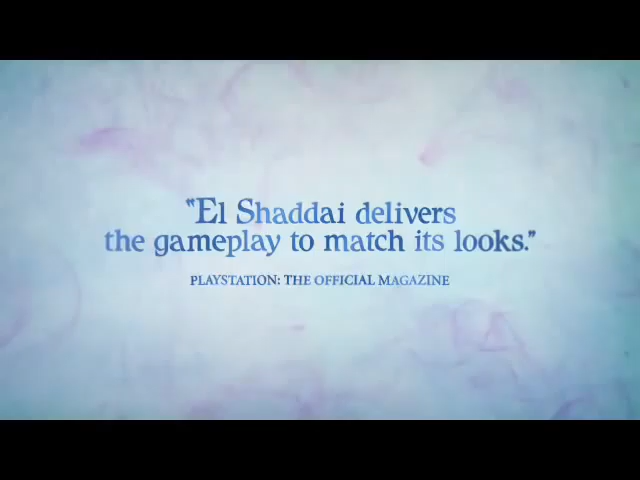 "El Shaddai delivers
the gameplay to match its looks."
PLAYSTATION: THE OFFICIAL MAGAZINE